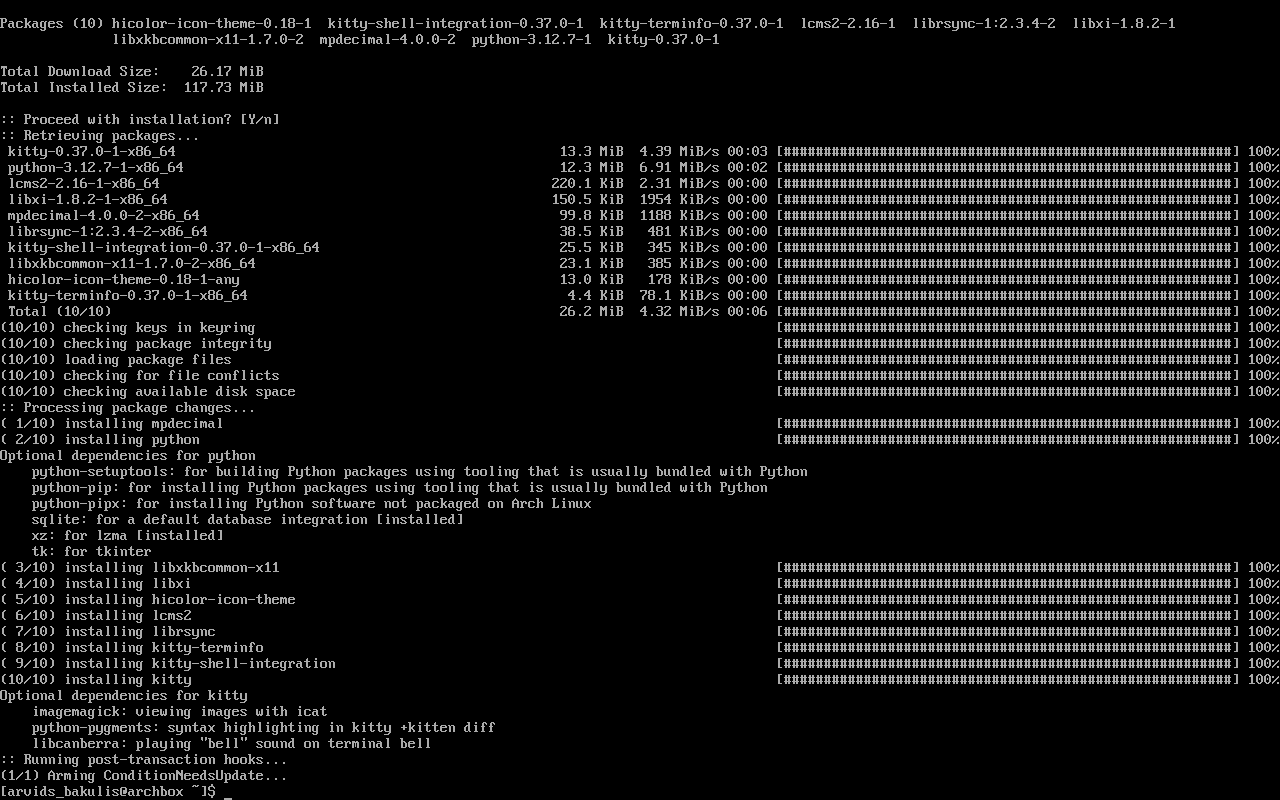 Packages (10) hicolor-icon-theme-0.18-1  kitty-shell-integration-0.37.0-1  kitty-terminfo-0.37.0-1  lcms2-2.16-1  librsync-1:2.3.4-2  libxi-1.8.2-1
              libxkbcommon-x11-1.7.0-2  mpdecimal-4.0.0-2  python-3.12.7-1  kitty-0.37.0-1
Total Download Size:    26.17 MiB
Total Installed Size:  117.73 MiB
:: Proceed with installation? [Y/n]
:: Retrieving packages...
 kitty-0.37.0-1-x86_64 13.3 MiB  4.39 MiB/s 00:03 [########################################################] 100%
 python-3.12.7-1-x86_64 12.3 MiB  6.91 MiB/s 00:02 [########################################################] 100%
 lcms2-2.16-1-x86_64 220.1 KiB  2.31 MiB/s 00:00 [########################################################] 100%
 libxi-1.8.2-1-x86_64 150.5 KiB  1954 KiB/s 00:00 [########################################################] 100%
 mpdecimal-4.0.0-2-x86_64 99.8 KiB  1188 KiB/s 00:00 [########################################################] 100%
 librsync-1:2.3.4-2-x86_64 38.5 KiB   481 KiB/s 00:00 [########################################################] 100%
 kitty-shell-integration-0.37.0-1-x86_64 25.5 KiB   345 KiB/s 00:00 [########################################################] 100%
 libxkbcommon-x11-1.7.0-2-x86_64 23.1 KiB   385 KiB/s 00:00 [########################################################] 100%
 hicolor-icon-theme-0.18-1-any 13.0 KiB   178 KiB/s 00:00 [########################################################] 100%
 kitty-terminfo-0.37.0-1-x86_64 4.4 KiB  78.1 KiB/s 00:00 [########################################################] 100%
 Total (10/10) 26.2 MiB  4.32 MiB/s 00:06 [########################################################] 100%
(10/10) checking keys in keyring [########################################################] 100%
(10/10) checking package integrity [########################################################] 100%
(10/10) loading package files [########################################################] 100%
(10/10) checking for file conflicts [########################################################] 100%
(10/10) checking available disk space [########################################################] 100%
:: Processing package changes...
( 1/10) installing mpdecimal [########################################################] 100%
( 2/10) installing python [########################################################] 100%
Optional dependencies for python
    python-setuptools: for building Python packages using tooling that is usually bundled with Python
    python-pip: for installing Python packages using tooling that is usually bundled with Python
    python-pipx: for installing Python software not packaged on Arch Linux
    sqlite: for a default database integration [installed]
    xz: for lzma [installed]
    tk: for tkinter
( 3/10) installing libxkbcommon-x11 [########################################################] 100%
( 4/10) installing libxi [########################################################] 100%
( 5/10) installing hicolor-icon-theme [########################################################] 100%
( 6/10) installing lcms2 [########################################################] 100%
( 7/10) installing librsync [########################################################] 100%
( 8/10) installing kitty-terminfo [########################################################] 100%
( 9/10) installing kitty-shell-integration [########################################################] 100%
(10/10) installing kitty [########################################################] 100%
Optional dependencies for kitty
    imagemagick: viewing images with icat
    python-pygments: syntax highlighting in kitty +kitten diff
    libcanberra: playing "bell" sound on terminal bell
:: Running post-transaction hooks...
(1/1) Arming ConditionNeedsUpdate...
[arvids_bakulis@archbox ~]$ _